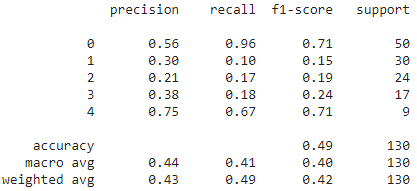 precision recall f1-score support
0 0.56 0.96 0.71 50
1 0.30 0.10 0.15 30
2 0.21 0.17 0.19 24
3 0.38 0.18 0.24 17
4 0.75 0.67 0.71 9
accuracy 0.49 130
macro avg 0.44 0.41 0.40 130
weighted avg 0.43 0.49 0.42 130